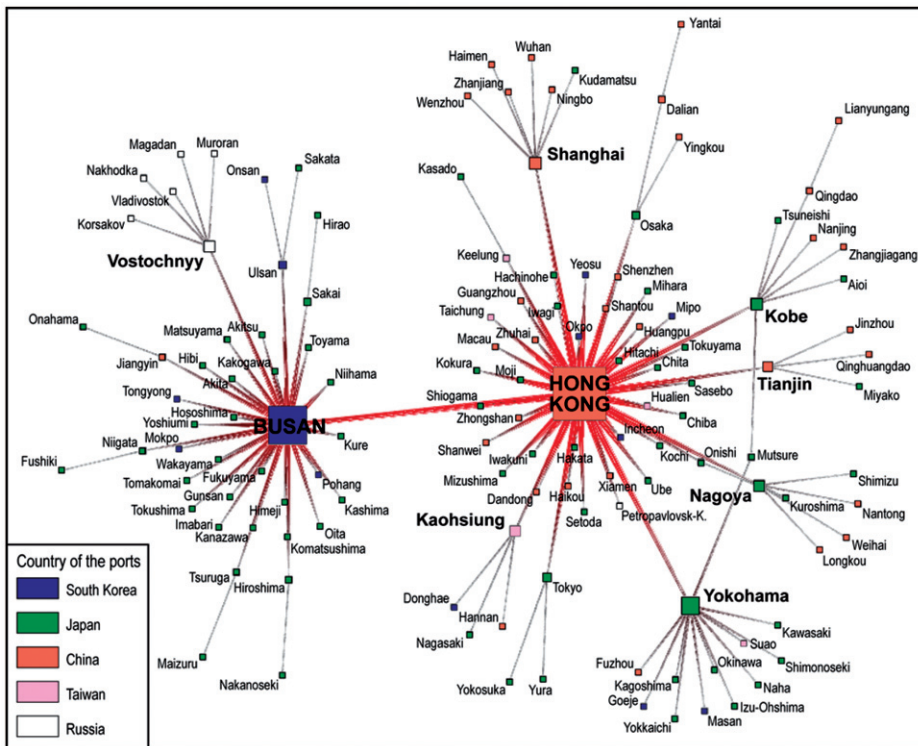 Yantai
Wuhan
Haimen
Kudamatsu
Zhanjiang
Ningbo
Wenzhou
Dalian
Lianyungang
Magadan
Muroran
Onsan
Sakata
Shanghai
Yingkou
Nakhodka
Kasado
Vladivostok
Qingdao
Korsakov
Hirao
Osaka
Tsuneishi
Nanjing
Vostochnyy
Ulsan
Keelung
Yeosu
Zhangjiagang
Hachinohe
Shenzhen
Sakai
Guangzhou
Mihara
Aioi
Onahama
Matsuyama
Akitsu
Taichung
Iwagi
Shantou
Mipo
Kobe
Toyama
Zhuhai
Okpo
Huangpu
Jinzhou
Jiangyin
Hibi
Kakogawa
Macau
Tokuyama
Hitachi
Kokura
Moji
Chita
Qinghuangdao
Tongyong
Akita
Niihama
HONG
KONG
Sasebo
Tianjin
Miyako
Hososhima
Shiogama
Hualien
Yoshiumi
BUSAN
Zhongshan
Chiba
Mokpo
Kure
Incheon
Niigata
Shanwei
Onishi
Fushiki
Wakayama
Iwakuni
Hakata
Kochi
Mutsure
Fukuyama
Pohang
Mizushima
Xiamen
Ube
Nagoya
Shimizu
Tomakomai
Gunsan
Dandong
Haikou
Kuroshima
Tokushima
Himeji
Kashima
Petropavlovsk-K.
Nantong
Imabari
Oita
Kaohsiung
Setoda
Kanazawa
Komatsushima
Weihai
Longkou
Country of the ports
South Korea
Japan
China
Taiwan
Russia
Tsuruga
Hiroshima
Tokyo
Yokohama
Donghae
Hannan
Kawasaki
Nagasaki
Suao
Maizuru
Fuzhou
Okinawa
Shimonoseki
Nakanoseki
Yokosuka
Yura
Kagoshima
Naha
Goeje
Izu-Ohshima
Yokkaichi
Masan